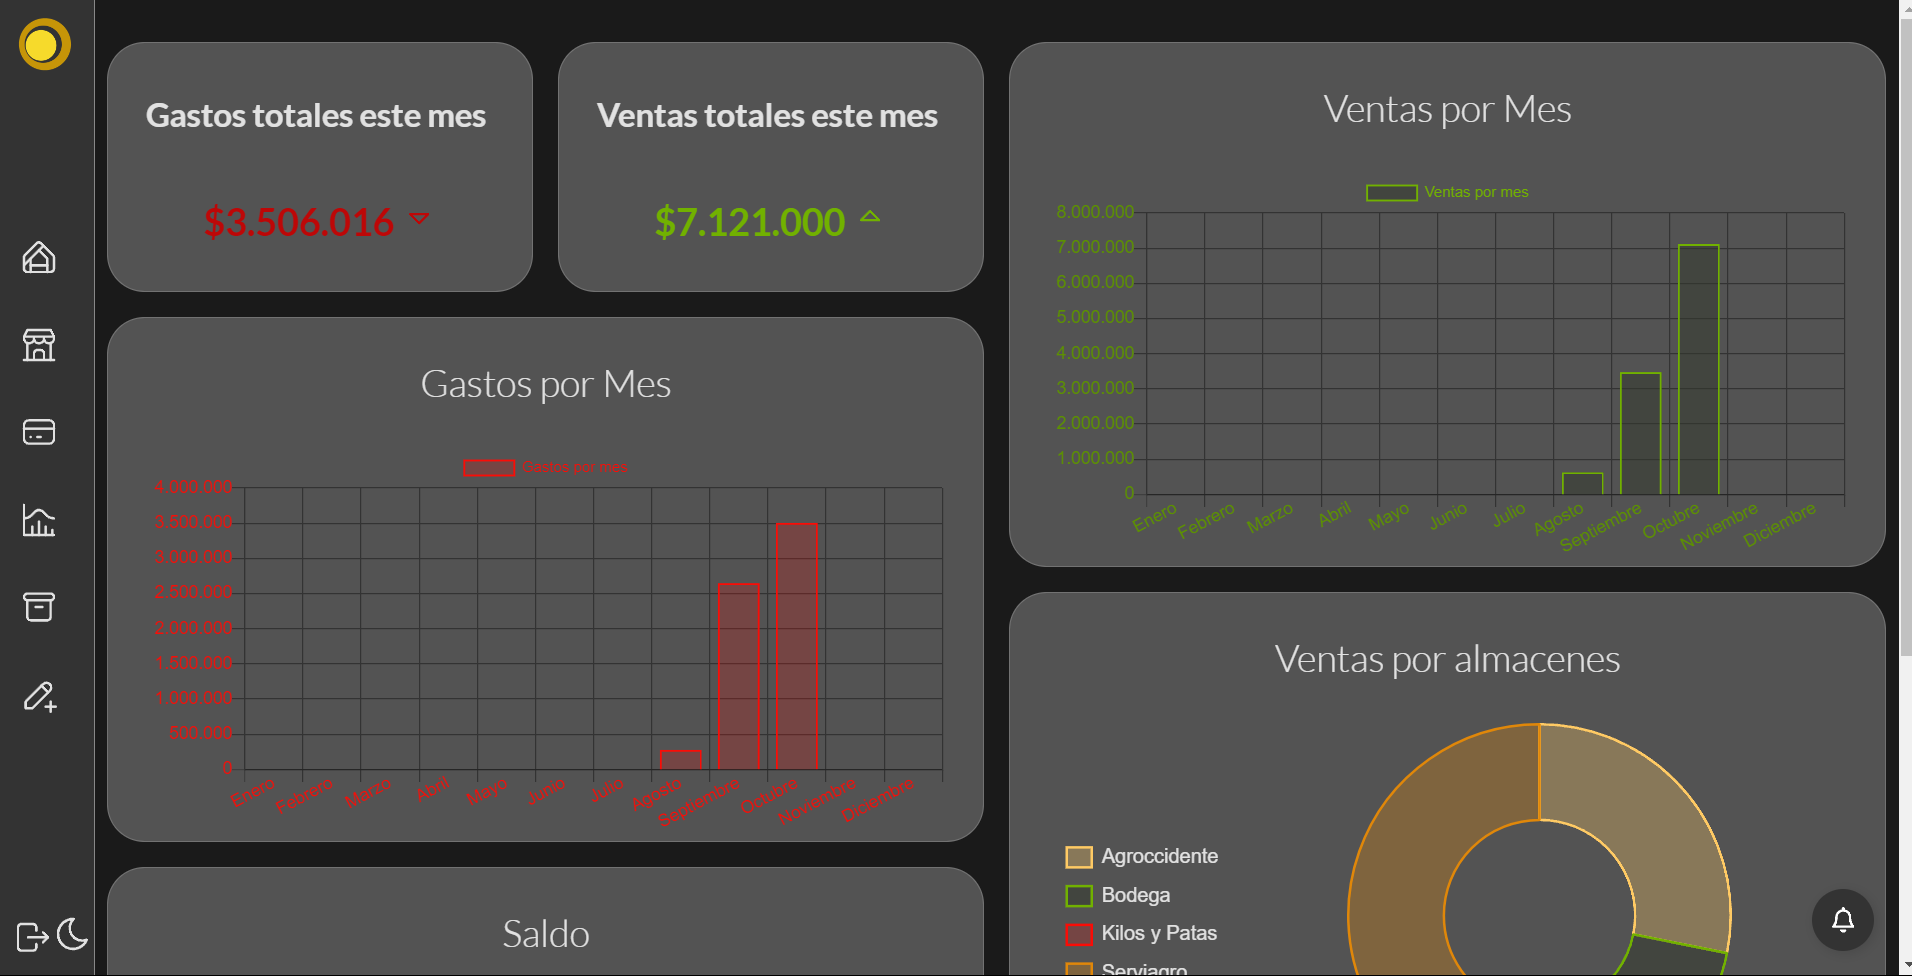 Gastos totales este mes
$3.506.016
Ventas totales este mes
$7.121.000
Ventas por Mes
Ventas por mes
8.000.000
7.000.000
6.000.000
5.000.000
4.000.000
3.000.000
2.000.000
1.000.000
0
Enero
Febrero
Marzo
Abril
Mayo
Junio
Julio
Agosto
Septiembre
Octubre
Noviembre
Diciembre
Gastos por Mes
Gastos por mes
4.000.000
3.500.000
3.000.000
2.500.000
2.000.000
1.500.000
1.000.000
500.000
0
Enero
Febrero
Marzo
Abril
Mayo
Junio
Julio
Agosto
Septiembre
Octubre
Noviembre
Diciembre
Ventas por almacenes
Agroccidente
Bodega
Kilos y Patas
Serviagro
Saldo